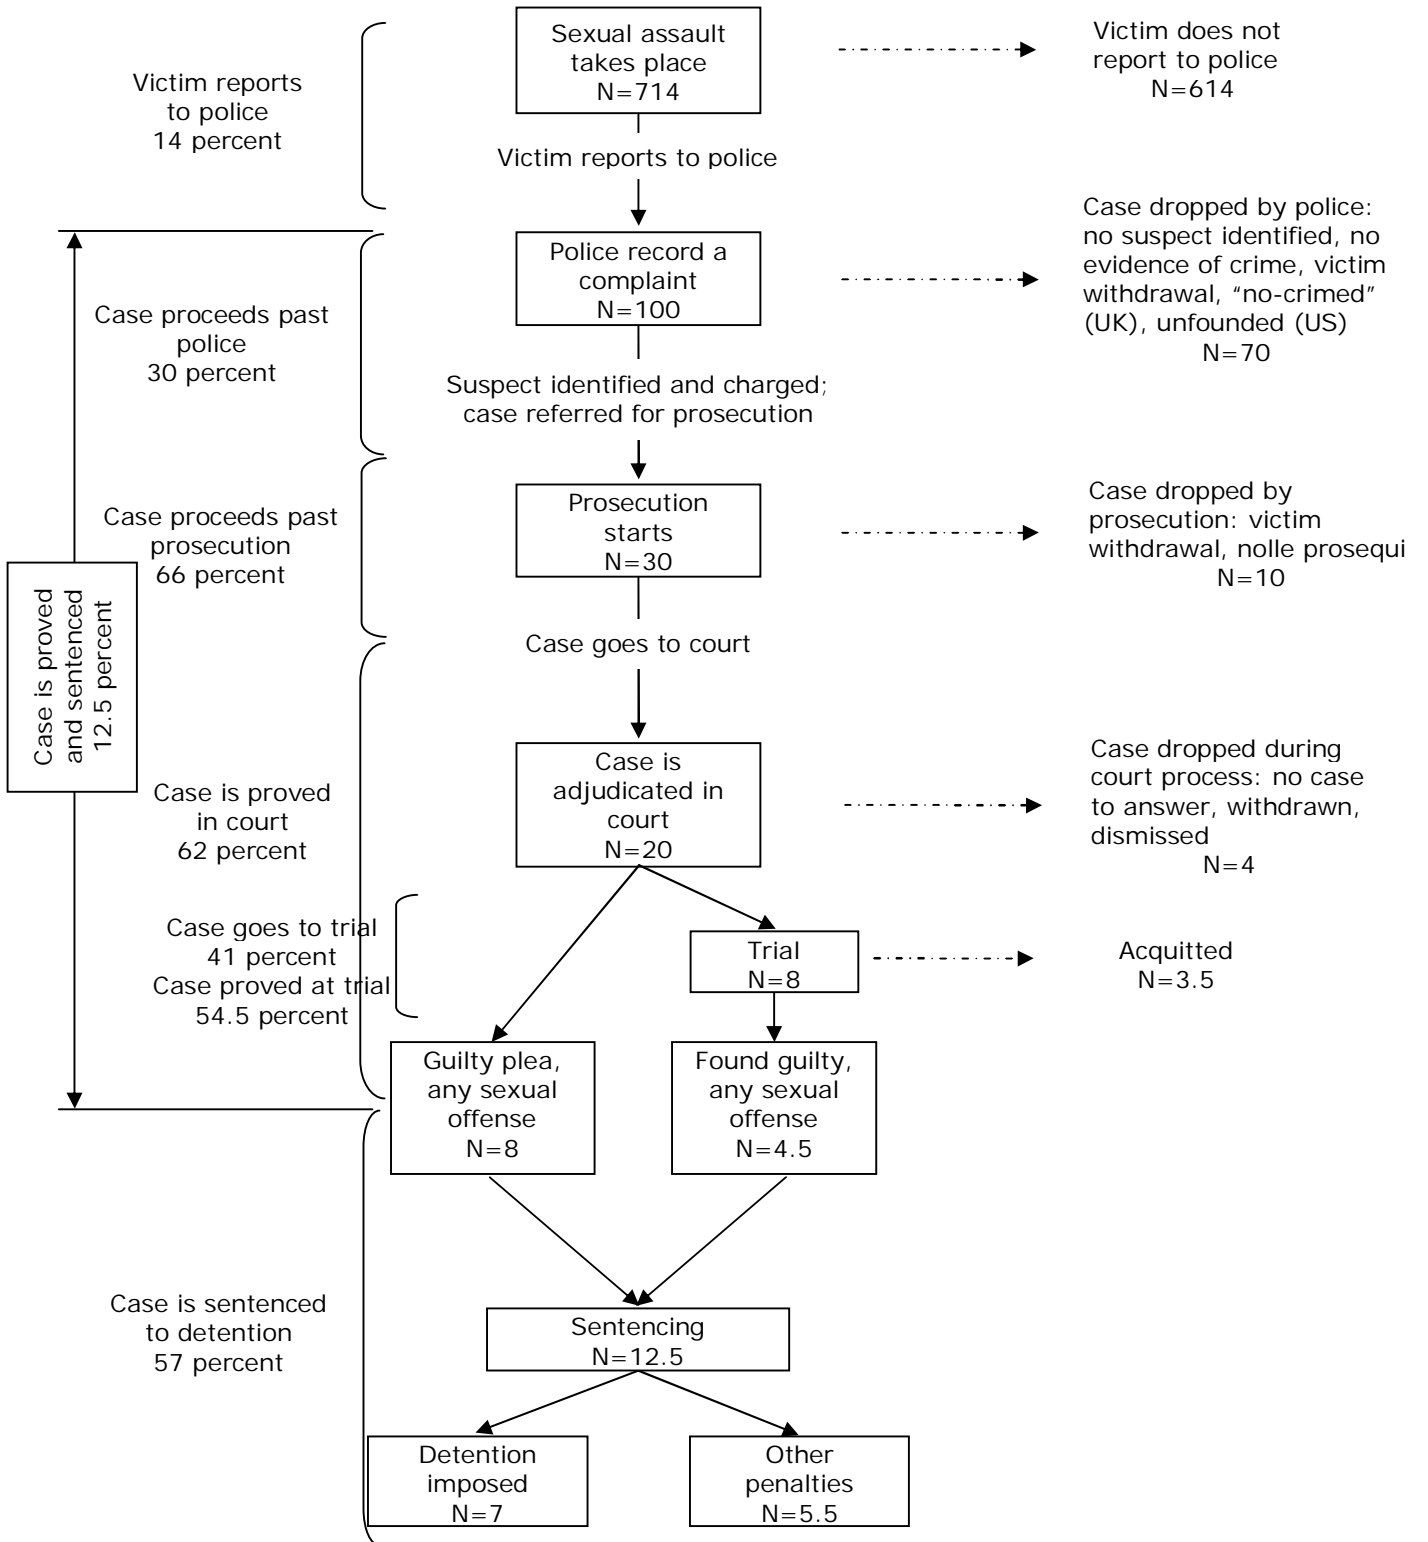 Sexual assault
takes place
N=714
Victim does not
report to police
N=614
Victim reports
to police
14 percent
Victim reports to police
Police record a
complaint
N=100
Case dropped by police:
no suspect identified, no
evidence of crime, victim
withdrawal, “no-crimed”
(UK), unfounded (US)
N=70
Case proceeds past
police
30 percent
Suspect identified and charged;
case referred for prosecution
Prosecution
starts
N=30
Case dropped by
prosecution: victim
withdrawal, nolle prosequi
N=10
Case proceeds past
prosecution
66 percent
Case is proved
and sentenced
12.5 percent
Case goes to court
Case is
adjudicated in
court
N=20
Case dropped during
court process: no case
to answer, withdrawn,
dismissed
N=4
Case is proved
in court
62 percent
Case goes to trial
41 percent
Case proved at trial
54.5 percent
Trial
N=8
Acquitted
N=3.5
Guilty plea,
any sexual
offense
N=8
Found guilty,
any sexual
offense
N=4.5
Case is sentenced
to detention
57 percent
Sentencing
N=12.5
Detention
imposed
N=7
Other
penalties
N=5.5